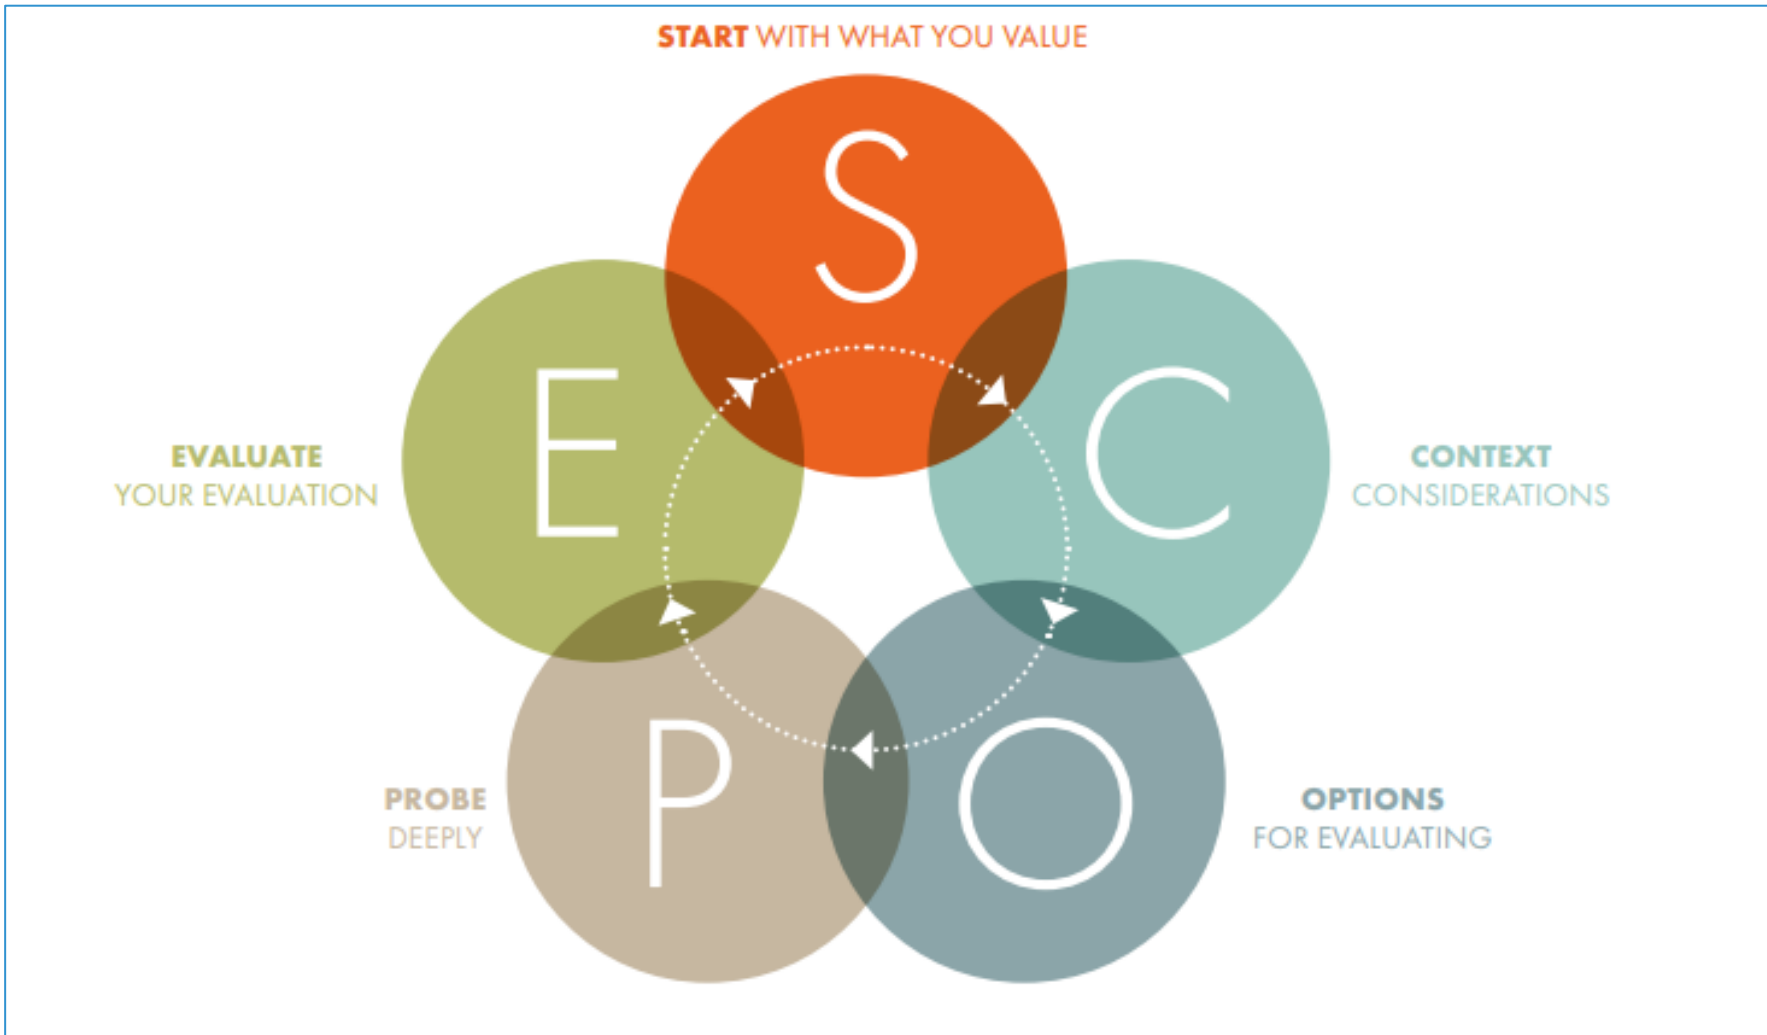 START WITH WHAT YOU VALUE
S
C
CONTEXT
CONSIDERATIONS
O
OPTIONS
FOR EVALUATING
P
PROBE
DEEPLY
E
EVALUATE
YOUR EVALUATION